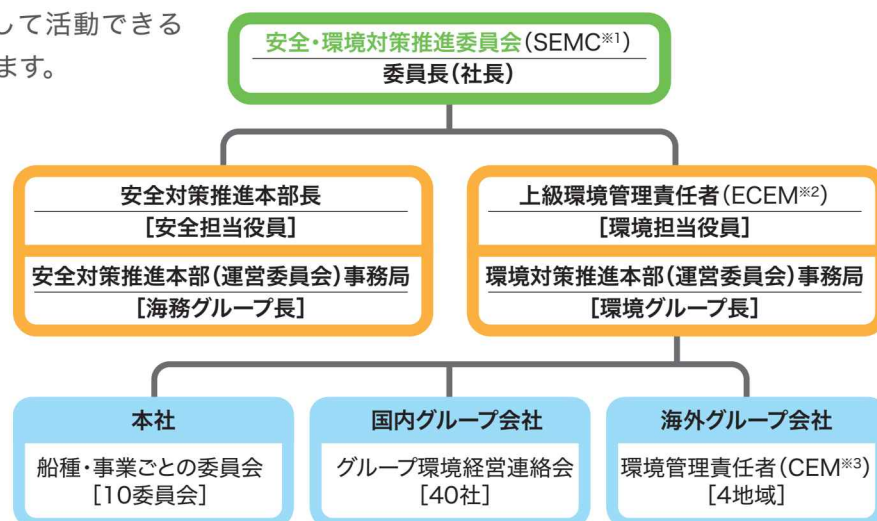 して活動できる
ます。
安全・環境対策推進委員会(SEMC※1)
委員長(社長)
安全対策推進本部長
[安全担当役員]
安全対策推進本部(運営委員会)事務局
[海務グループ長]
上級環境管理責任者(ECEM※2)
[環境担当役員]
環境対策推進本部(運営委員会)事務局
[環境グループ長]
本社
船種・事業ごとの委員会
[10委員会]
国内グループ会社
グループ環境経営連絡会
[40社]
海外グループ会社
環境管理責任者(CEM※3)
[4地域]